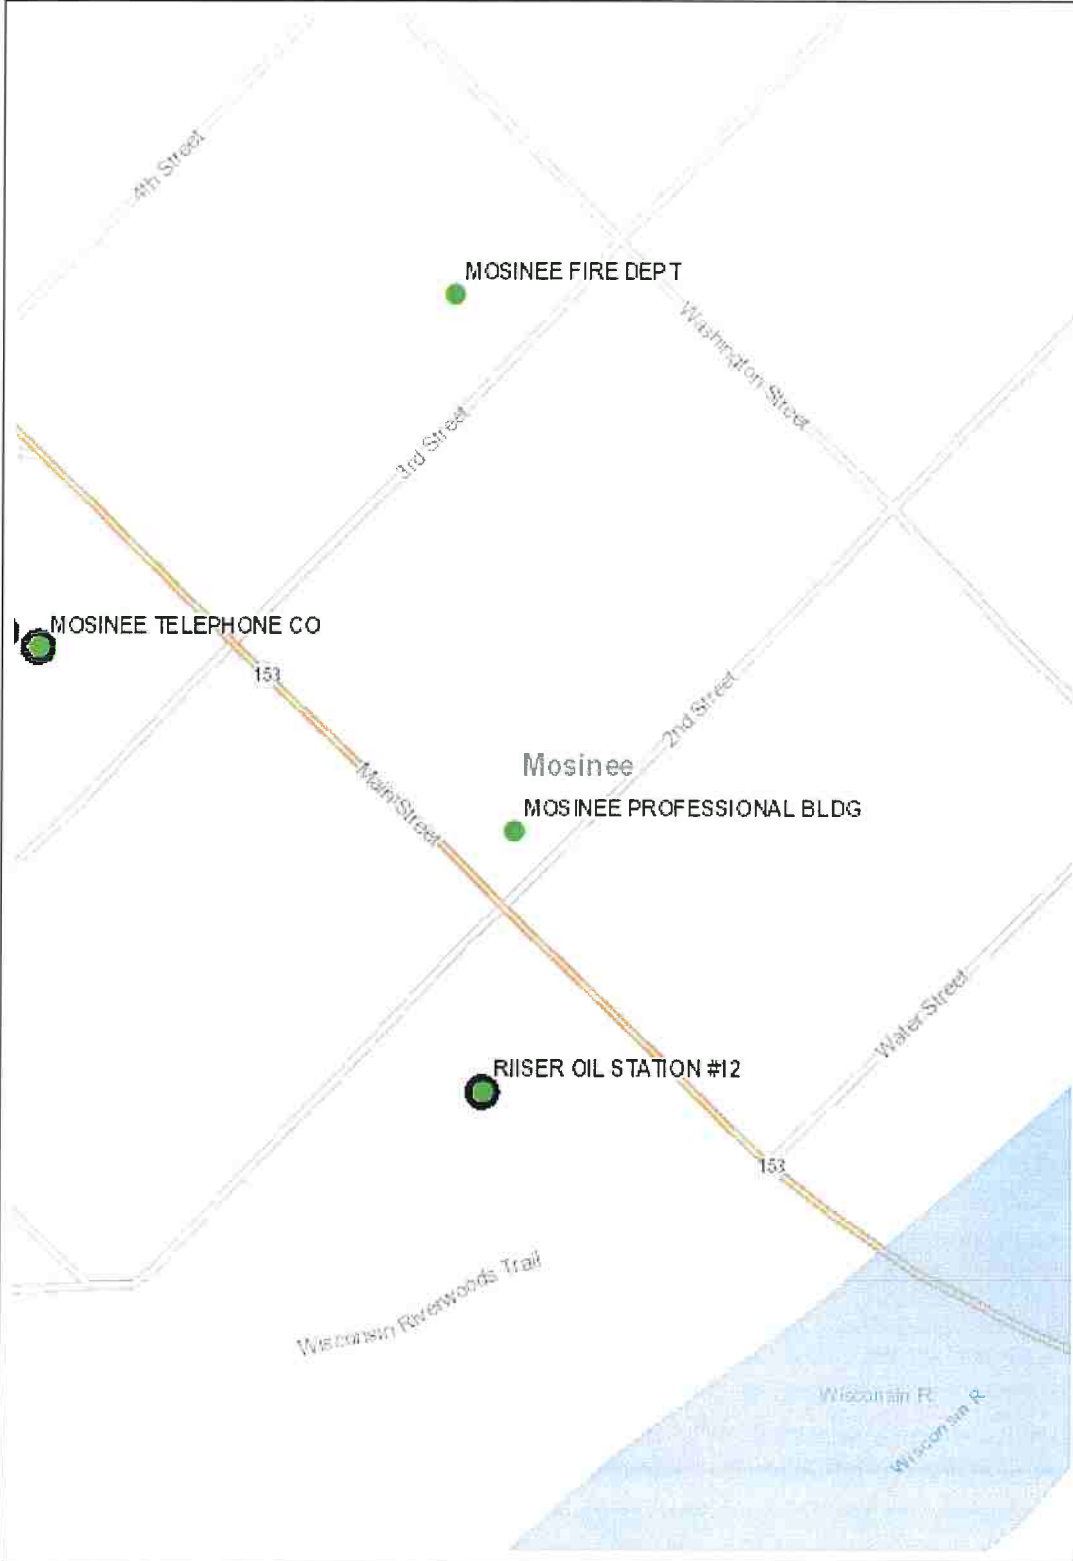 4th Street
MOSINEE FIRE DEPT
Washington Street
3rd Street
MOSINEE TELEPHONE CO
153
2nd Street
Mosinee
Main Street
MOSINEE PROFESSIONAL BLDG
Water Street
RIISER OIL STATION #12
153
Wisconsin Riverwoods Trail
Wisconsin R
Wisconsin R